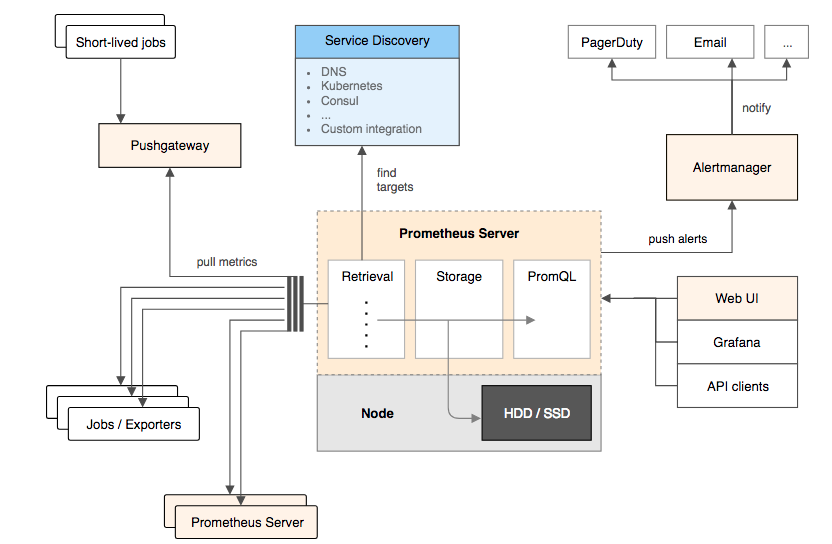 Short-lived jobs
Pushgateway
Service Discovery
• DNS
• Kubernetes
• Consul
• ...
• Custom integration
PagerDuty
Email
...
notify
Alertmanager
find
targets
push alerts
pull metrics
Prometheus Server
Retrieval
Storage
PromQL
Web UI
Grafana
API clients
Jobs / Exporters
Node
HDD / SSD
Prometheus Server